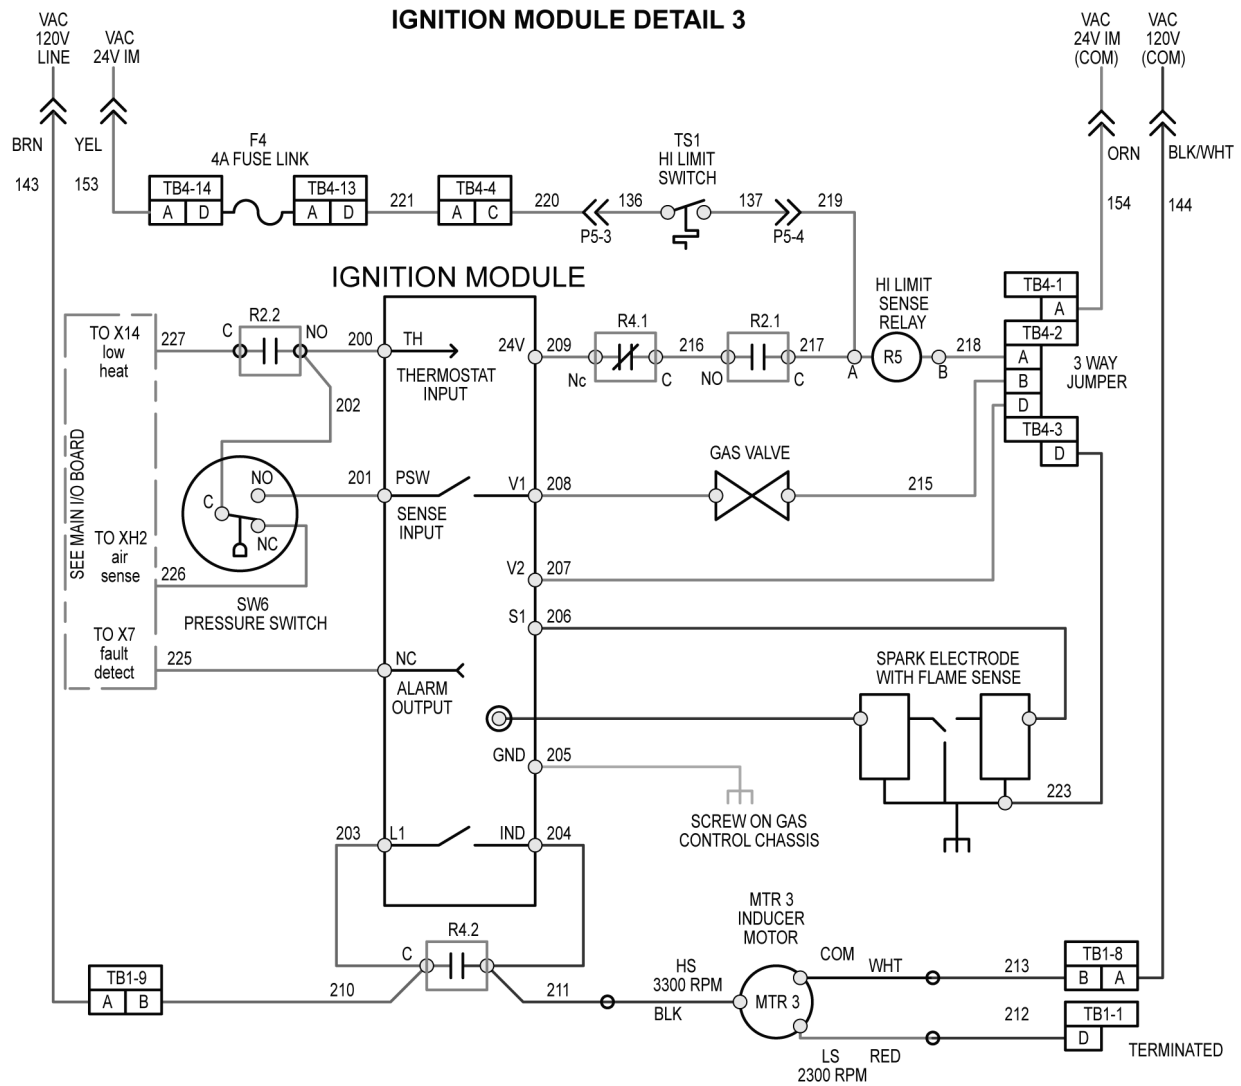 IGNITION MODULE DETAIL 3
VAC
120V
LINE
VAC
24V IM
VAC
24V IM
(COM)
VAC
120V
(COM)
BRN
YEL
143
153
ORN
BLK/WHT
154
144
F4
4A FUSE LINK
TB4-14
A D
TB4-13
A D
221
TB4-4
A C
220
136
P5-3
TS1
HI LIMIT
SWITCH
137
P5-4
219
IGNITION MODULE
HI LIMIT
SENSE
RELAY
TB4-1
A
TB4-2
A
B
D
TB4-3
D
3 WAY
JUMPER
SEE MAIN I/O BOARD
TO X14
low
heat
227
C
R2.2
NO
200
TH
THERMOSTAT
INPUT
24V
209
R4.1
Nc
C
216
R2.1
NO
C
217
A
R5
B
218
202
C
NO
NC
201
PSW
SENSE
INPUT
V1
208
GAS VALVE
215
TO XH2
air
sense
226
SW6
PRESSURE SWITCH
V2
207
S1
206
TO X7
fault
detect
225
NC
ALARM
OUTPUT
SPARK ELECTRODE
WITH FLAME SENSE
GND
205
SCREW ON GAS
CONTROL CHASSIS
223
203
L1
IND
204
R4.2
C
TB1-9
A B
210
211
HS
3300 RPM
BLK
MTR 3
INDUCER
MOTOR
MTR 3
COM
WHT
213
TB1-8
B A
212
TB1-1
D
TERMINATED
LS
RED
2300 RPM